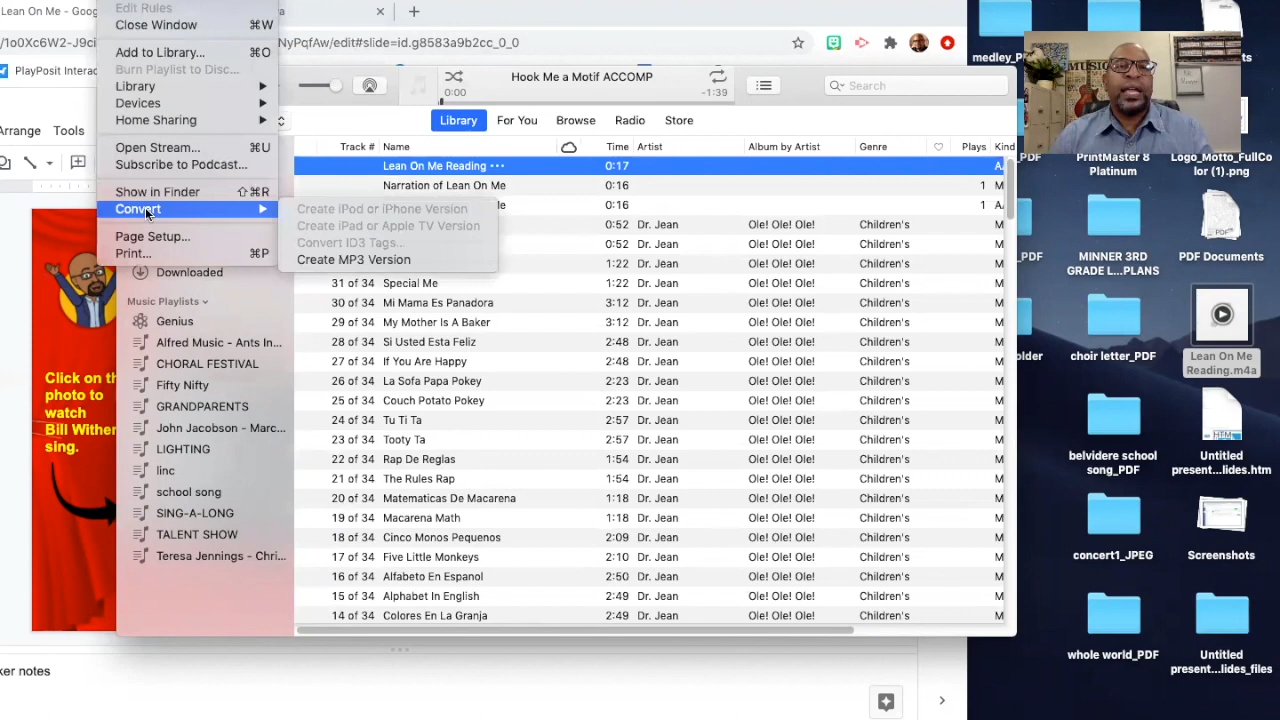 Lean On Me - Goog
Edit Rules
Close Window ⌘W
/1o0Xc6W2-J9ci
NyPqfAw/edit#slide=id.g8583a9b2cc_0_0
PlayPosit Interac
Add to Library... ⌘O
Burn Playlist to Disc...
Library
Devices
Home Sharing
Open Stream... ⌘U
Subscribe to Podcast...
Show in Finder ⇧⌘R
Convert
Page Setup...
Print... ⌘P
Create iPod or iPhone Version
Create iPad or Apple TV Version
Convert ID3 Tags...
Create MP3 Version
Arrange Tools
Hook Me a Motif ACCOMP
0:00 -1:39
Search
Library For You Browse Radio Store
Track # Name Time Artist Album by Artist Genre Plays Kind
Lean On Me Reading ••• 0:17
Narration of Lean On Me 0:16 1
0:16 1
0:52 Dr. Jean Ole! Ole! Ole! Children's
0:52 Dr. Jean Ole! Ole! Ole! Children's
1:22 Dr. Jean Ole! Ole! Ole! Children's
31 of 34 Special Me 1:22 Dr. Jean Ole! Ole! Ole! Children's
30 of 34 Mi Mama Es Panadora 3:12 Dr. Jean Ole! Ole! Ole! Children's
29 of 34 My Mother Is A Baker 3:12 Dr. Jean Ole! Ole! Ole! Children's
28 of 34 Si Usted Esta Feliz 2:48 Dr. Jean Ole! Ole! Ole! Children's
27 of 34 If You Are Happy 2:48 Dr. Jean Ole! Ole! Ole! Children's
26 of 34 La Sofa Papa Pokey 2:23 Dr. Jean Ole! Ole! Ole! Children's
25 of 34 Couch Potato Pokey 2:23 Dr. Jean Ole! Ole! Ole! Children's
24 of 34 Tu Ti Ta 2:57 Dr. Jean Ole! Ole! Ole! Children's
23 of 34 Tooty Ta 2:57 Dr. Jean Ole! Ole! Ole! Children's
22 of 34 Rap De Reglas 1:54 Dr. Jean Ole! Ole! Ole! Children's
21 of 34 The Rules Rap 1:54 Dr. Jean Ole! Ole! Ole! Children's
20 of 34 Matematicas De Macarena 1:18 Dr. Jean Ole! Ole! Ole! Children's
19 of 34 Macarena Math 1:18 Dr. Jean Ole! Ole! Ole! Children's
18 of 34 Cinco Monos Pequenos 2:09 Dr. Jean Ole! Ole! Ole! Children's
17 of 34 Five Little Monkeys 2:10 Dr. Jean Ole! Ole! Ole! Children's
16 of 34 Alfabeto En Espanol 2:50 Dr. Jean Ole! Ole! Ole! Children's
15 of 34 Alphabet In English 2:49 Dr. Jean Ole! Ole! Ole! Children's
14 of 34 Colores En La Granja 2:49 Dr. Jean Ole! Ole! Ole! Children's
Downloaded
Music Playlists
Genius
Alfred Music - Ants In...
CHORAL FESTIVAL
Fifty Nifty
GRANDPARENTS
John Jacobson - Marc...
LIGHTING
linc
school song
SING-A-LONG
TALENT SHOW
Teresa Jennings - Chri...
Click on th
photo to
watch
Bill Wither
sing.
ker notes
medley_P
MUSIC
PrintMaster 8
Platinum
Logo_Motto_FullCo
lor (1).png
MINNER 3RD
GRADE L...PLANS
PDF Documents
choir letter_PDF
Lean On Me
Reading.m4a
belvidere school
song_PDF
Untitled
present...lides.htm
concert1_JPEG
Screenshots
whole world_PDF
Untitled
present...lides_files